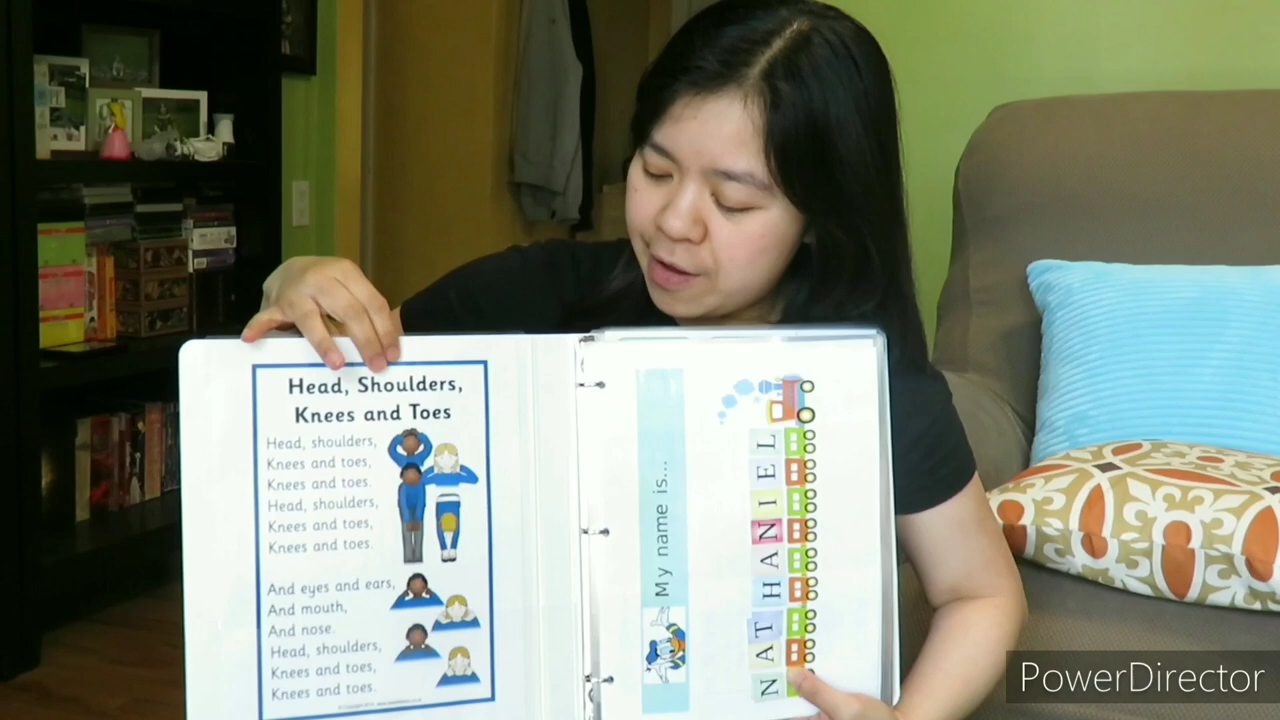 Head, Shoulders,
Knees and Toes
Head, shoulders,
Knees and toes,
Knees and toes.
Head, shoulders,
Knees and toes,
Knees and toes.
And eyes and ears,
And mouth,
And nose.
Head, shoulders,
Knees and toes,
Knees and toes.
My name is...
NATHANIEL
PowerDirector